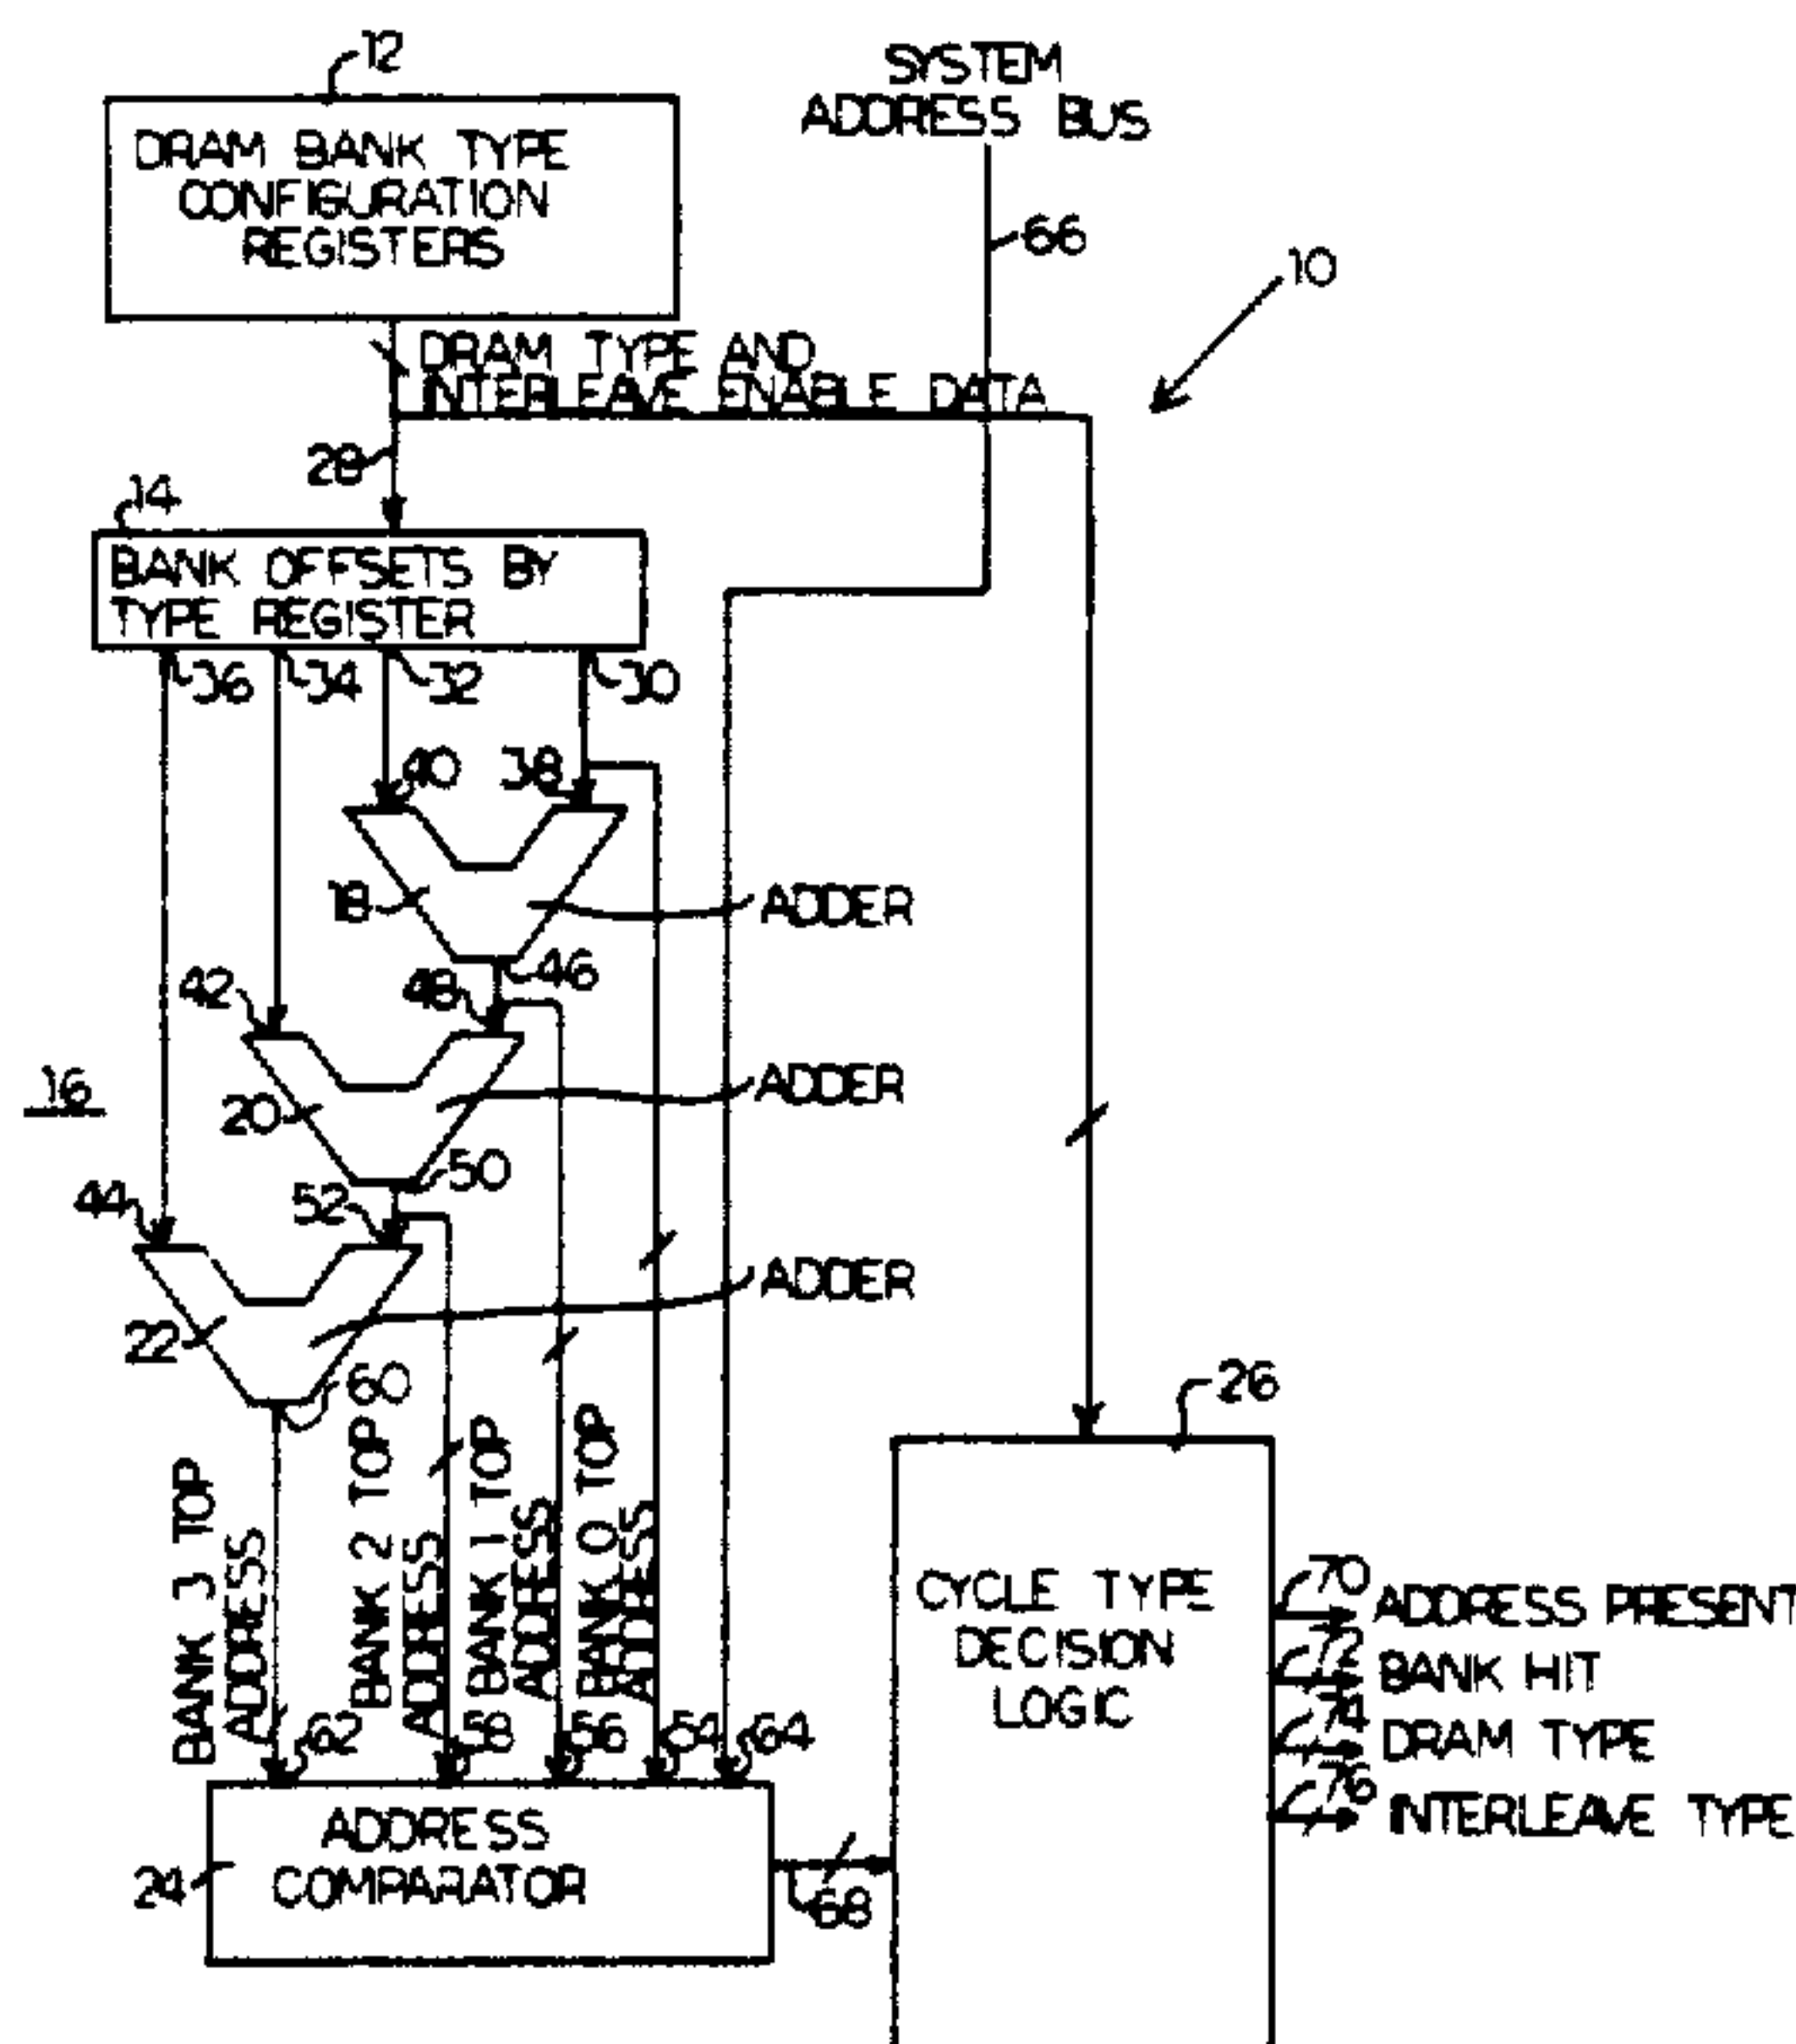 12
SYSTEM
ADDRESS BUS
DRAM BANK TYPE
CONFIGURATION
REGISTERS
66
10
DRAM TYPE AND
INTERLEAVE ENABLE DATA
28
14
BANK OFFSETS BY
TYPE REGISTER
36
34
32
30
40
38
18
ADDER
46
42
48
16
20
ADDER
50
44
52
22
ADDER
60
26
BANK 3 TOP
ADDRESS
BANK 2 TOP
ADDRESS
BANK 1 TOP
ADDRESS
BANK 0 TOP
ADDRESS
62
58
56
54
64
CYCLE TYPE
DECISION
LOGIC
70
ADDRESS PRESENT
72
BANK HIT
74
DRAM TYPE
76
INTERLEAVE TYPE
24
ADDRESS
COMPARATOR
68